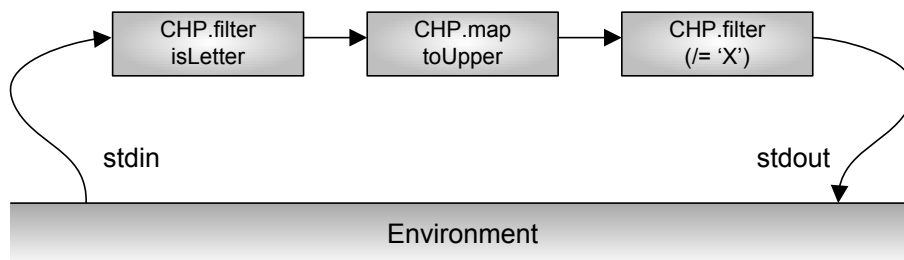 CHP.filter
isLetter
CHP.map
toUpper
CHP.filter
(/= ‘X’)
stdin
stdout
Environment